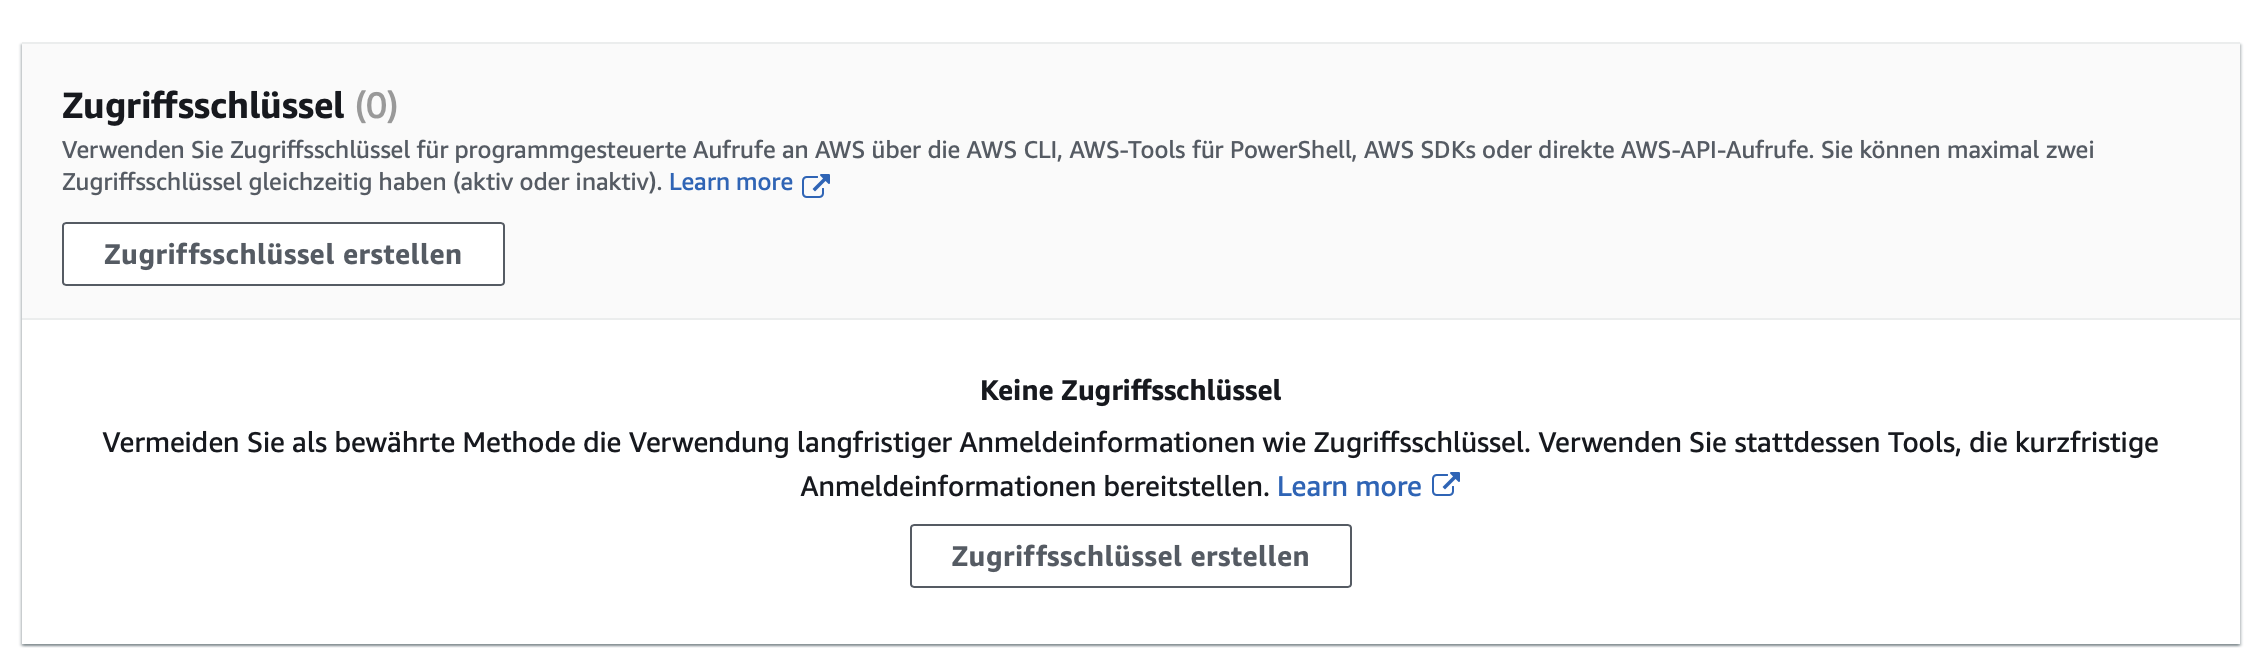 Zugriffsschlüssel (0)
Verwenden Sie Zugriffsschlüssel für programmgesteuerte Aufrufe an AWS über die AWS CLI, AWS-Tools für PowerShell, AWS SDKs oder direkte AWS-API-Aufrufe. Sie können maximal zwei
Zugriffsschlüssel gleichzeitig haben (aktiv oder inaktiv). Learn more
Zugriffsschlüssel erstellen
Keine Zugriffsschlüssel
Vermeiden Sie als bewährte Methode die Verwendung langfristiger Anmeldeinformationen wie Zugriffsschlüssel. Verwenden Sie stattdessen Tools, die kurzfristige
Anmeldeinformationen bereitstellen. Learn more
Zugriffsschlüssel erstellen